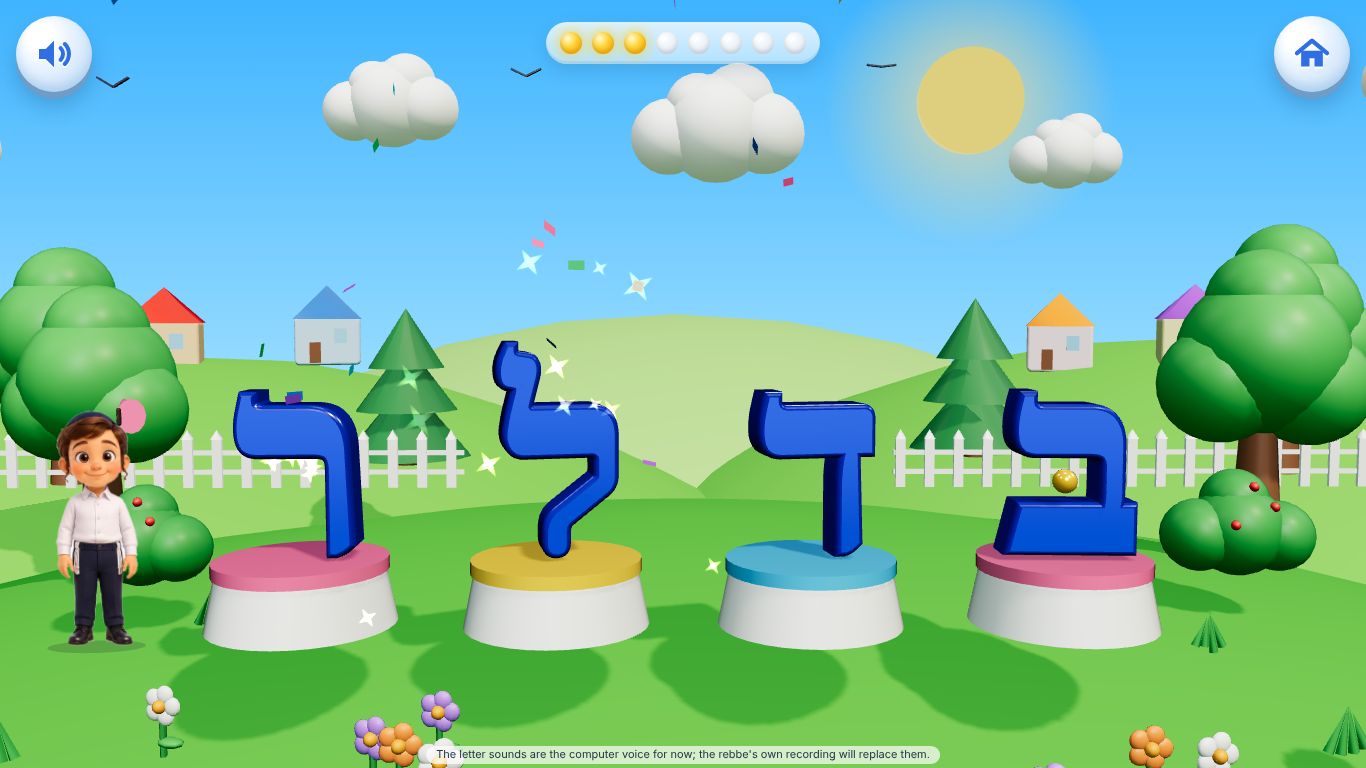 בּ ד ל ר
The letter sounds are the computer voice for now; the rebbe's own recording will replace them.